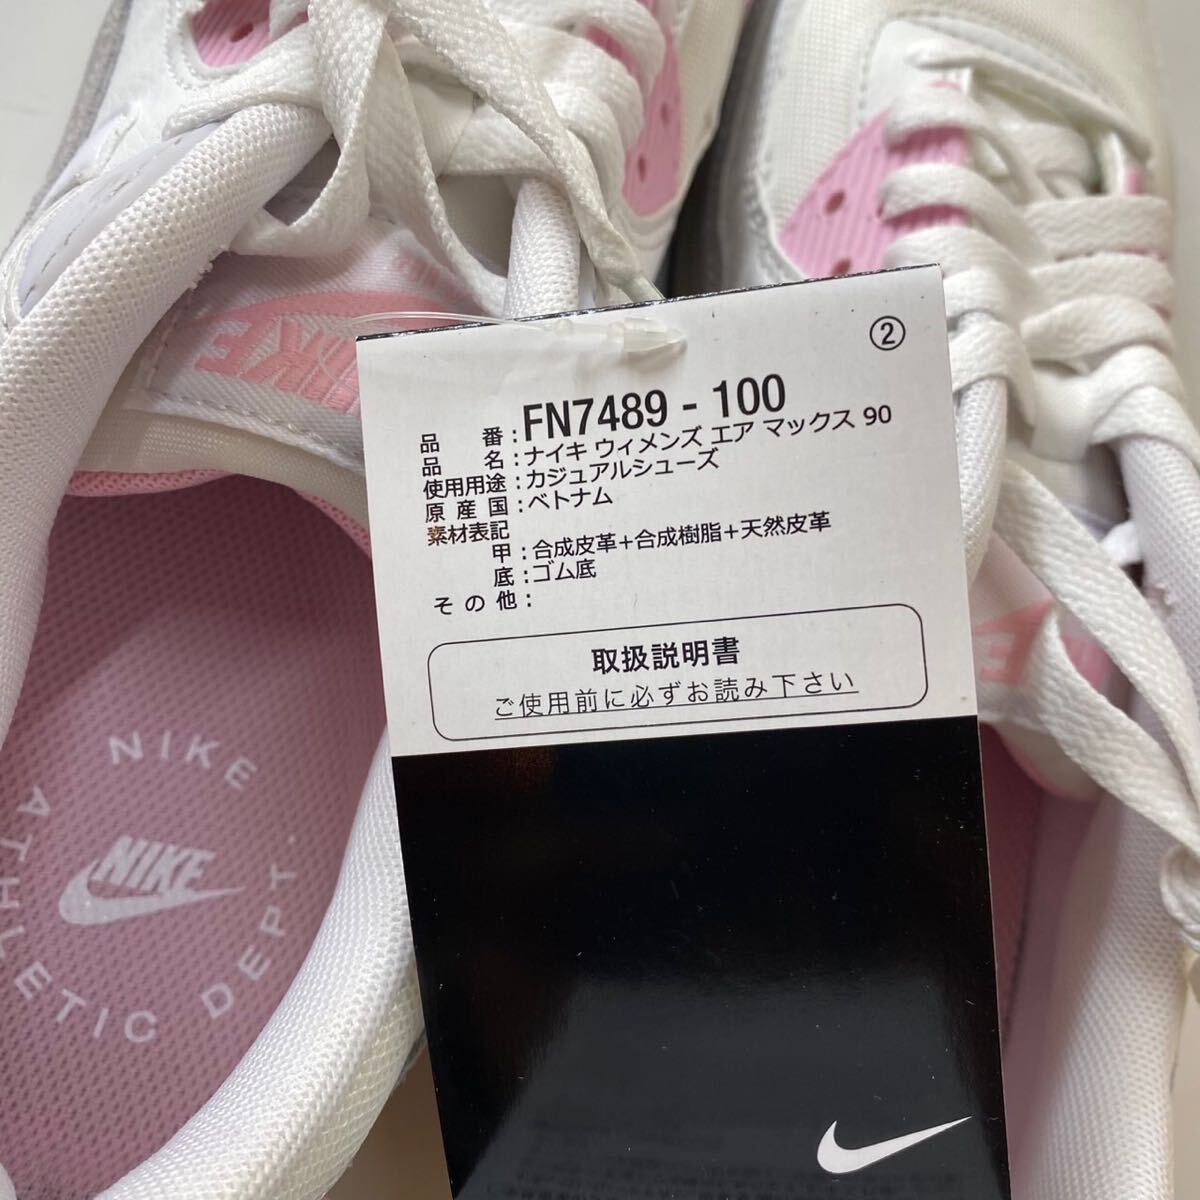 ②
品番:FN7489-100
品名:ナイキ ウィメンズ エア マックス 90
使用用途:カジュアルシューズ
原産国:ベトナム
素材表記
甲:合成皮革+合成樹脂+天然皮革
底:ゴム底
その他:
取扱説明書
ご使用前に必ずお読み下さい
NIKE
NIKE
ATHLETIC DEPT.
NIKE